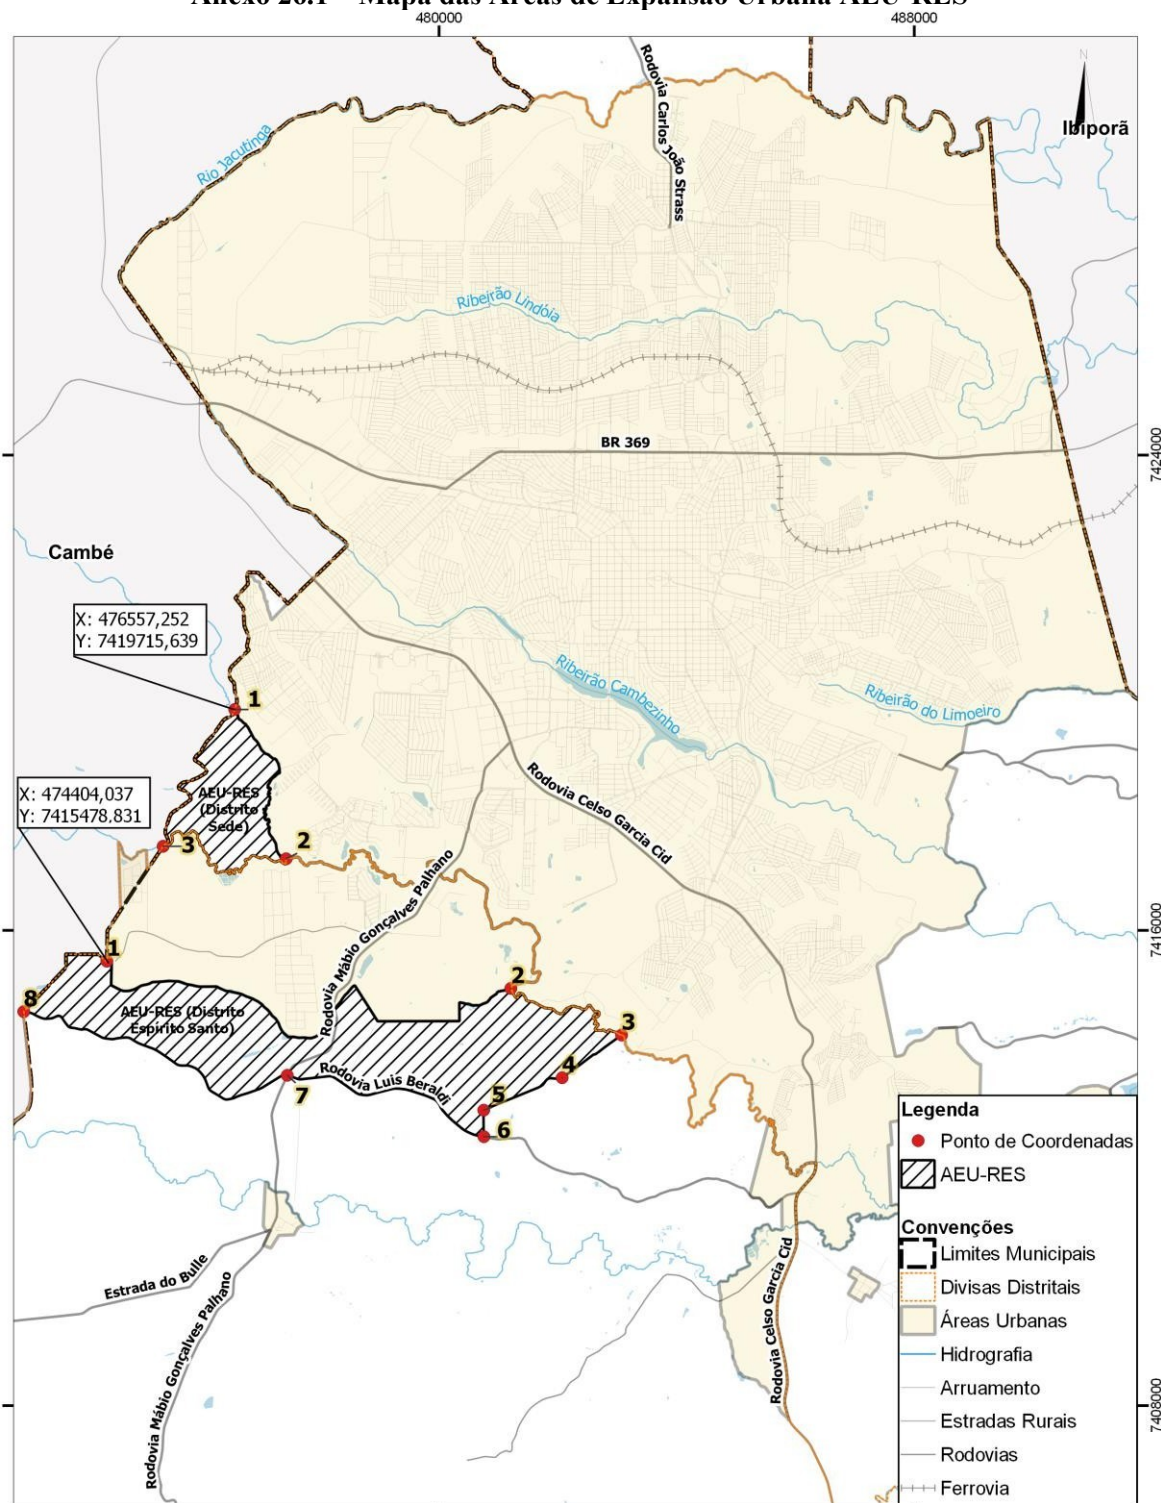 Anexo 26.1 – Mapa das Áreas de Expansão Urbana AEU-RES
480000
488000
Rodovia Carlos João Strass
N
Ibiporã
Rio Jacutinga
Ribeirão Lindóia
BR 369
7424000
Cambé
X: 476557,252
Y: 7419715,639
Ribeirão Cambezinho
Ribeirão do Limoeiro
1
AEU-RES
(Distrito
Sede)
X: 474404,037
Y: 7415478.831
Rodovia Celso Garcia Cid
3
2
Rodovia Mábio Gonçalves Palhano
7416000
1
2
8
AEU-RES (Distrito
Espírito Santo)
3
4
Rodovia Luis Beraldi
7
5
6
Estrada do Bulle
Rodovia Mábio Gonçalves Palhano
Rodovia Celso Garcia Cid
7408000
Legenda
Ponto de Coordenadas
AEU-RES
Convenções
Limites Municipais
Divisas Distritais
Áreas Urbanas
Hidrografia
Arruamento
Estradas Rurais
Rodovias
Ferrovia